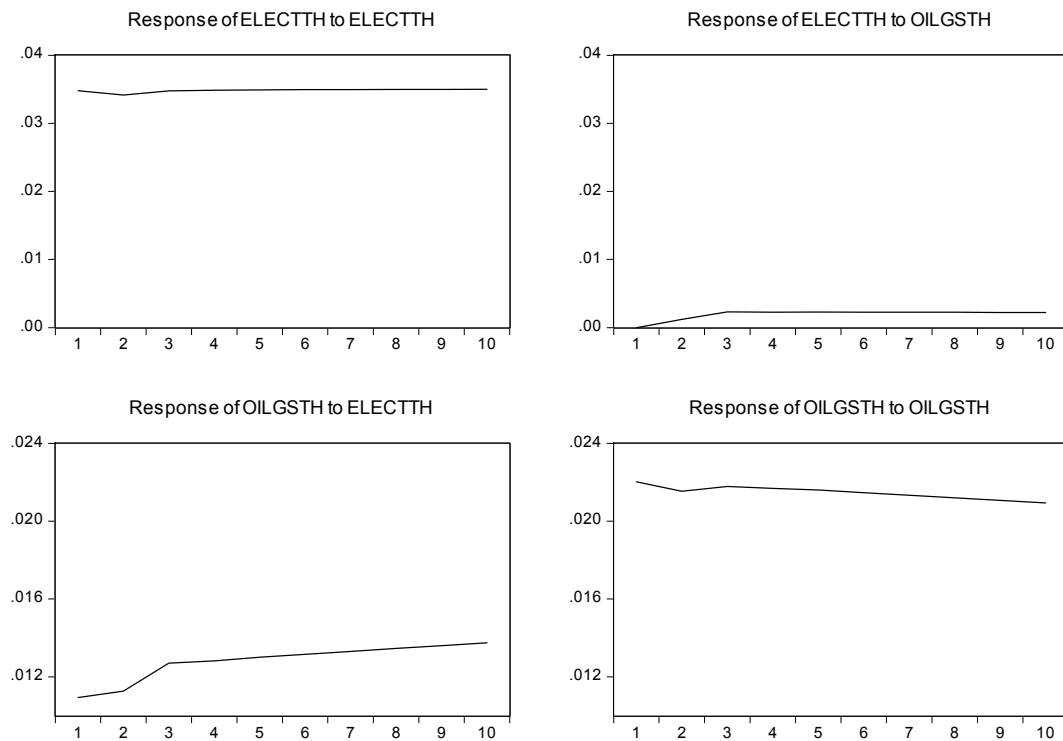 Response of ELECTTH to ELECTTH
.04
.03
.02
.01
.00
1 2 3 4 5 6 7 8 9 10
Response of ELECTTH to OILGSTH
.04
.03
.02
.01
.00
1 2 3 4 5 6 7 8 9 10
Response of OILGSTH to ELECTTH
.024
.020
.016
.012
1 2 3 4 5 6 7 8 9 10
Response of OILGSTH to OILGSTH
.024
.020
.016
.012
1 2 3 4 5 6 7 8 9 10